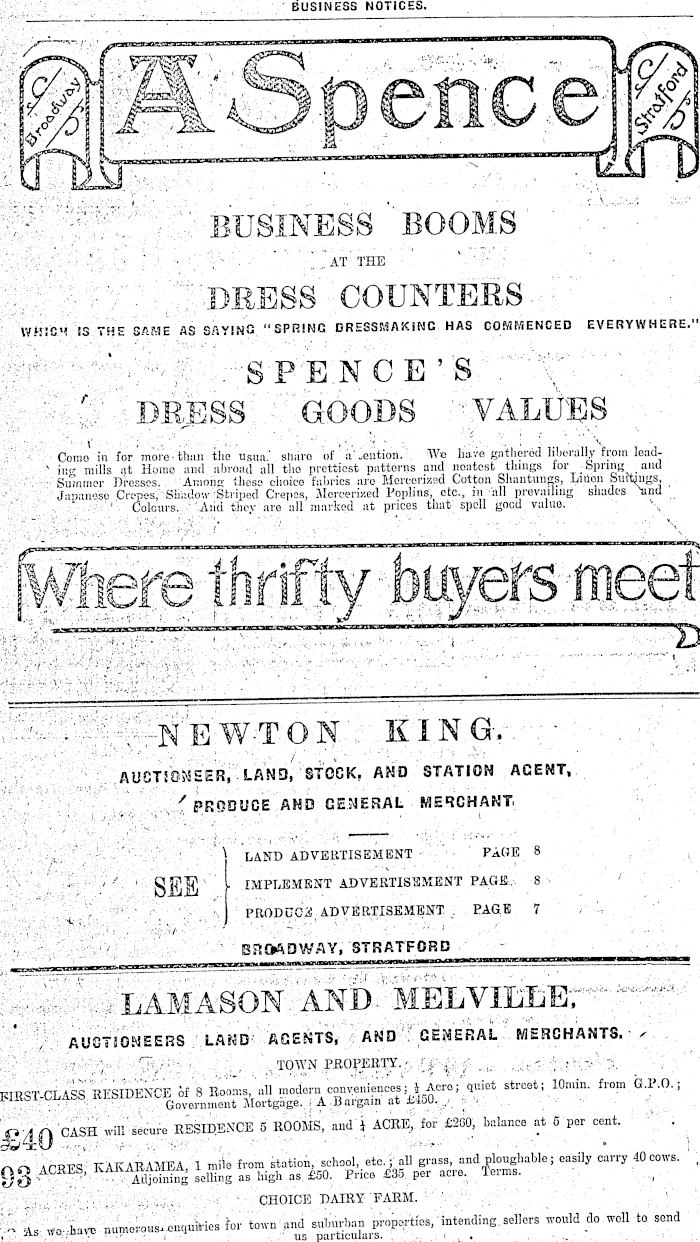 BUSINESS NOTICES.
Broadway
A Spence
Stratford
BUSINESS BOOMS
AT THE
DRESS COUNTERS
WHICH IS THE SAME AS SAYING "SPRING DRESSMAKING HAS COMMENCED EVERYWHERE."
SPENCE'S
DRESS GOODS VALUES
Come in for more than the usual share of attention. We have gathered liberally from lead-
ing mills at Home and abroad all the prettiest patterns and neatest things for Spring and
Summer Dresses. Among these choice fabrics are Mercerized Cotton Shantungs, Linen Suitings,
Japanese Crepes, Shadow Striped Crepes, Mercerized Poplins, etc., in all prevailing shades and
Colours. And they are all marked at prices that spell good value.
Where thrifty buyers meet
NEWTON KING.
AUCTIONEER, LAND, STOCK, AND STATION AGENT,
PRODUCE AND GENERAL MERCHANT.
SEE
LAND ADVERTISEMENT PAGE 8
IMPLEMENT ADVERTISEMENT PAGE 8
PRODUCE ADVERTISEMENT PAGE 7
BROADWAY, STRATFORD
LAMASON AND MELVILLE,
AUCTIONEERS LAND AGENTS, AND GENERAL MERCHANTS.
TOWN PROPERTY.
FIRST-CLASS RESIDENCE of 8 Rooms, all modern conveniences; Acre; quiet street; 10min. from G.P.O.;
Government Mortgage. A Bargain at £450.
£40 CASH will secure RESIDENCE 5 ROOMS, and ACRE, for £260, balance at 5 per cent.
93 ACRES, KAKARAMEA, 1 mile from station, school, etc.; all grass, and ploughable; easily carry 40 cows.
Adjoining selling as high as £50. Price £35 per acre. Terms.
CHOICE DAIRY FARM.
As we have numerous enquiries for town and suburban properties, intending sellers would do well to send
us particulars.